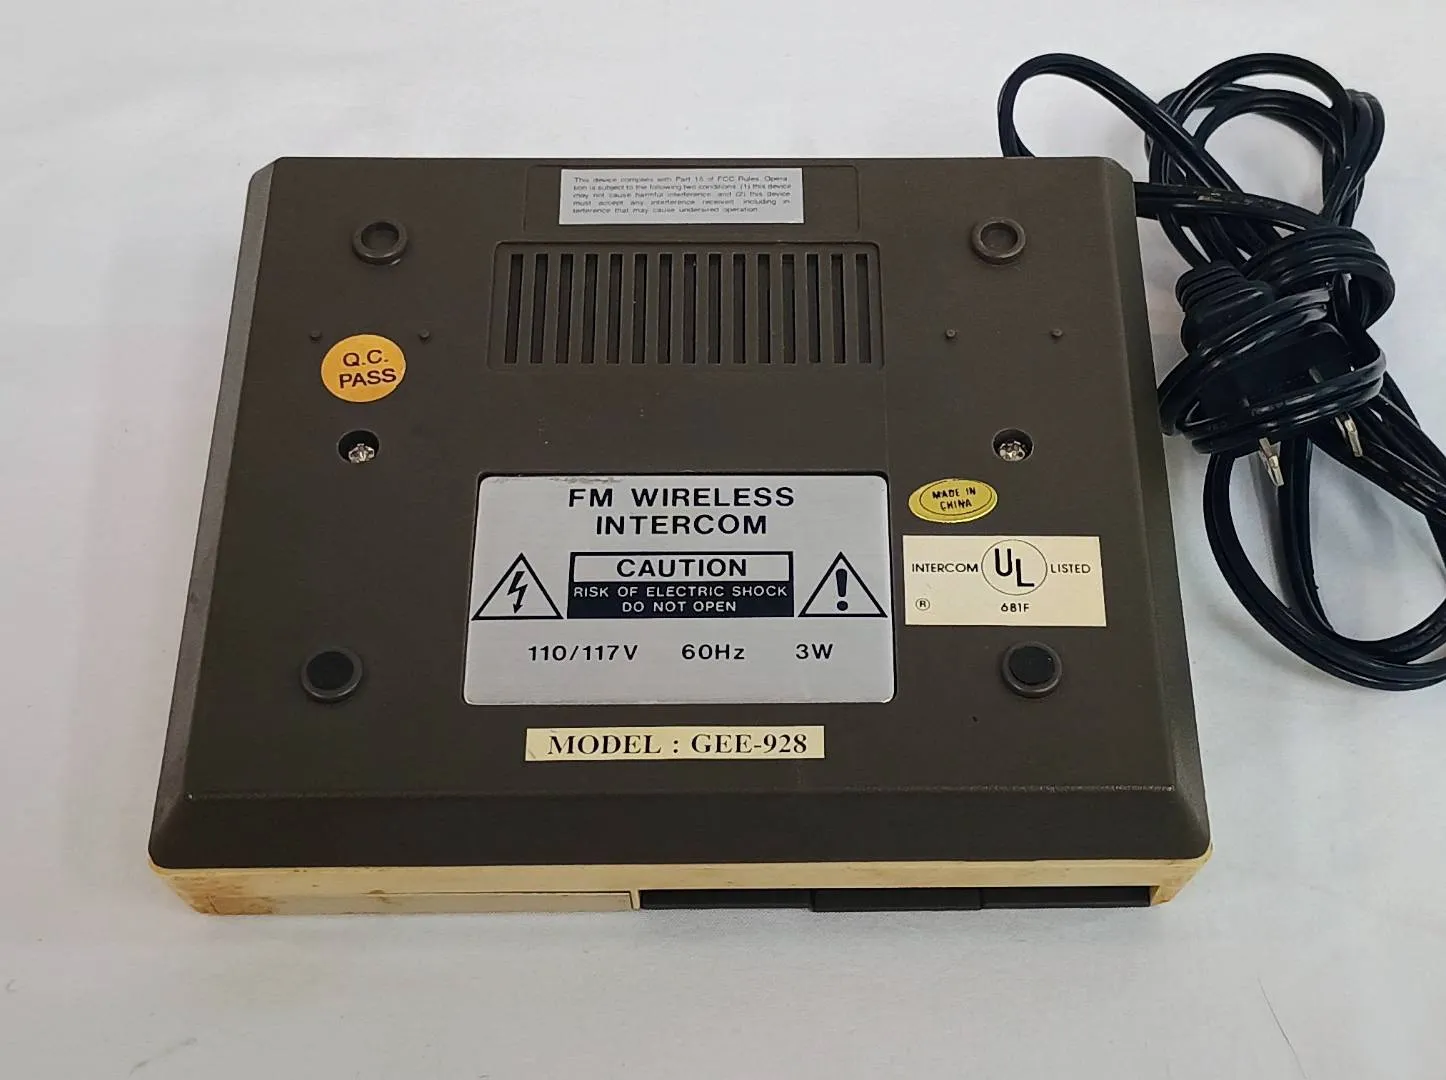 This device complies with Part 15 of FCC Rules. Opera-
tion is subject to the following two conditions: (1) this device
may not cause harmful interference, and (2) this device
must accept any interference received, including in
terference that may cause undersired operation.
Q.C.
PASS
FM WIRELESS
INTERCOM
CAUTION
RISK OF ELECTRIC SHOCK
DO NOT OPEN
110/117V 60Hz 3W
MADE IN
CHINA
INTERCOM UL LISTED
® 681F
MODEL : GEE-928